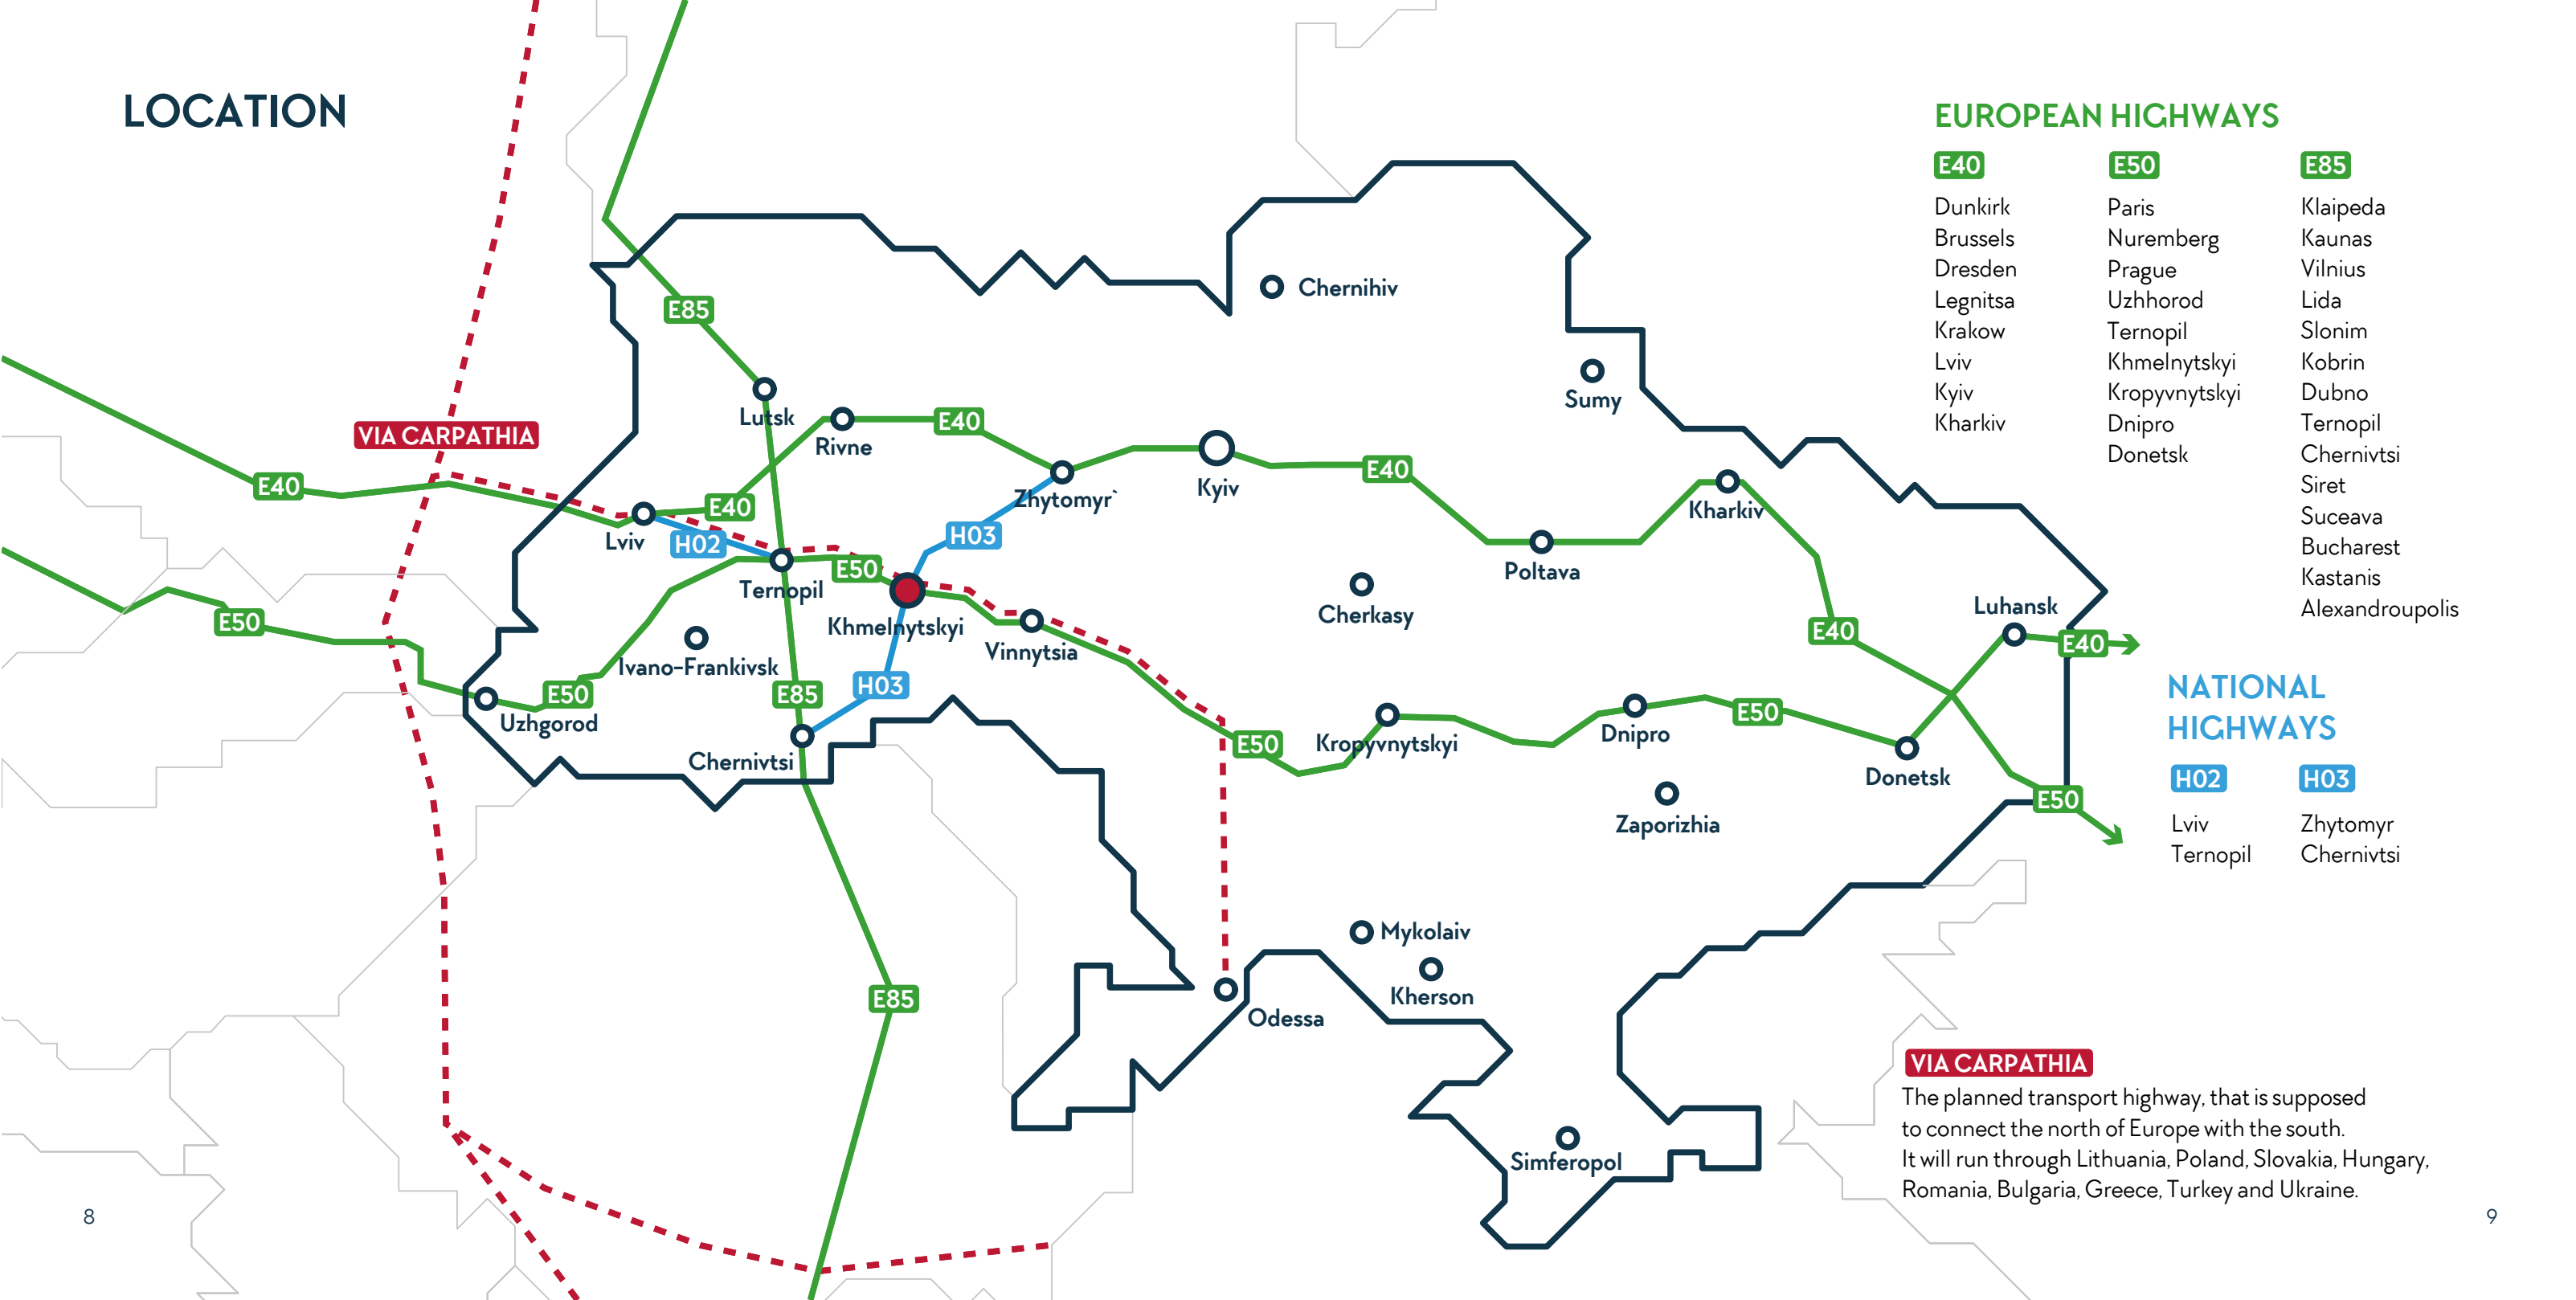 LOCATION
EUROPEAN HIGHWAYS
E40
Dunkirk
Brussels
Dresden
Legnitsa
Krakow
Lviv
Kyiv
Kharkiv
E50
Paris
Nuremberg
Prague
Uzhhorod
Ternopil
Khmelnytskyi
Kropyvnytskyi
Dnipro
Donetsk
E85
Klaipeda
Kaunas
Vilnius
Lida
Slonim
Kobrin
Dubno
Ternopil
Chernivtsi
Siret
Suceava
Bucharest
Kastanis
Alexandroupolis
NATIONAL
HIGHWAYS
H02
Lviv
Ternopil
H03
Zhytomyr
Chernivtsi
VIA CARPATHIA
The planned transport highway, that is supposed
to connect the north of Europe with the south.
It will run through Lithuania, Poland, Slovakia, Hungary,
Romania, Bulgaria, Greece, Turkey and Ukraine.
Chernihiv
E85
Sumy
Lutsk
Rivne
E40
VIA CARPATHIA
E40
E40
Zhytomyr`
Kyiv
E40
Kharkiv
Lviv
H02
H03
Ternopil
E50
Poltava
Cherkasy
Luhansk
E50
Khmelnytskyi
Vinnytsia
E40
E40
Ivano-Frankivsk
E50
E85
H03
Uzhgorod
Chernivtsi
E50
Kropyvnytskyi
Dnipro
E50
Donetsk
Zaporizhia
E50
Mykolaiv
Kherson
E85
Odessa
Simferopol
8
9